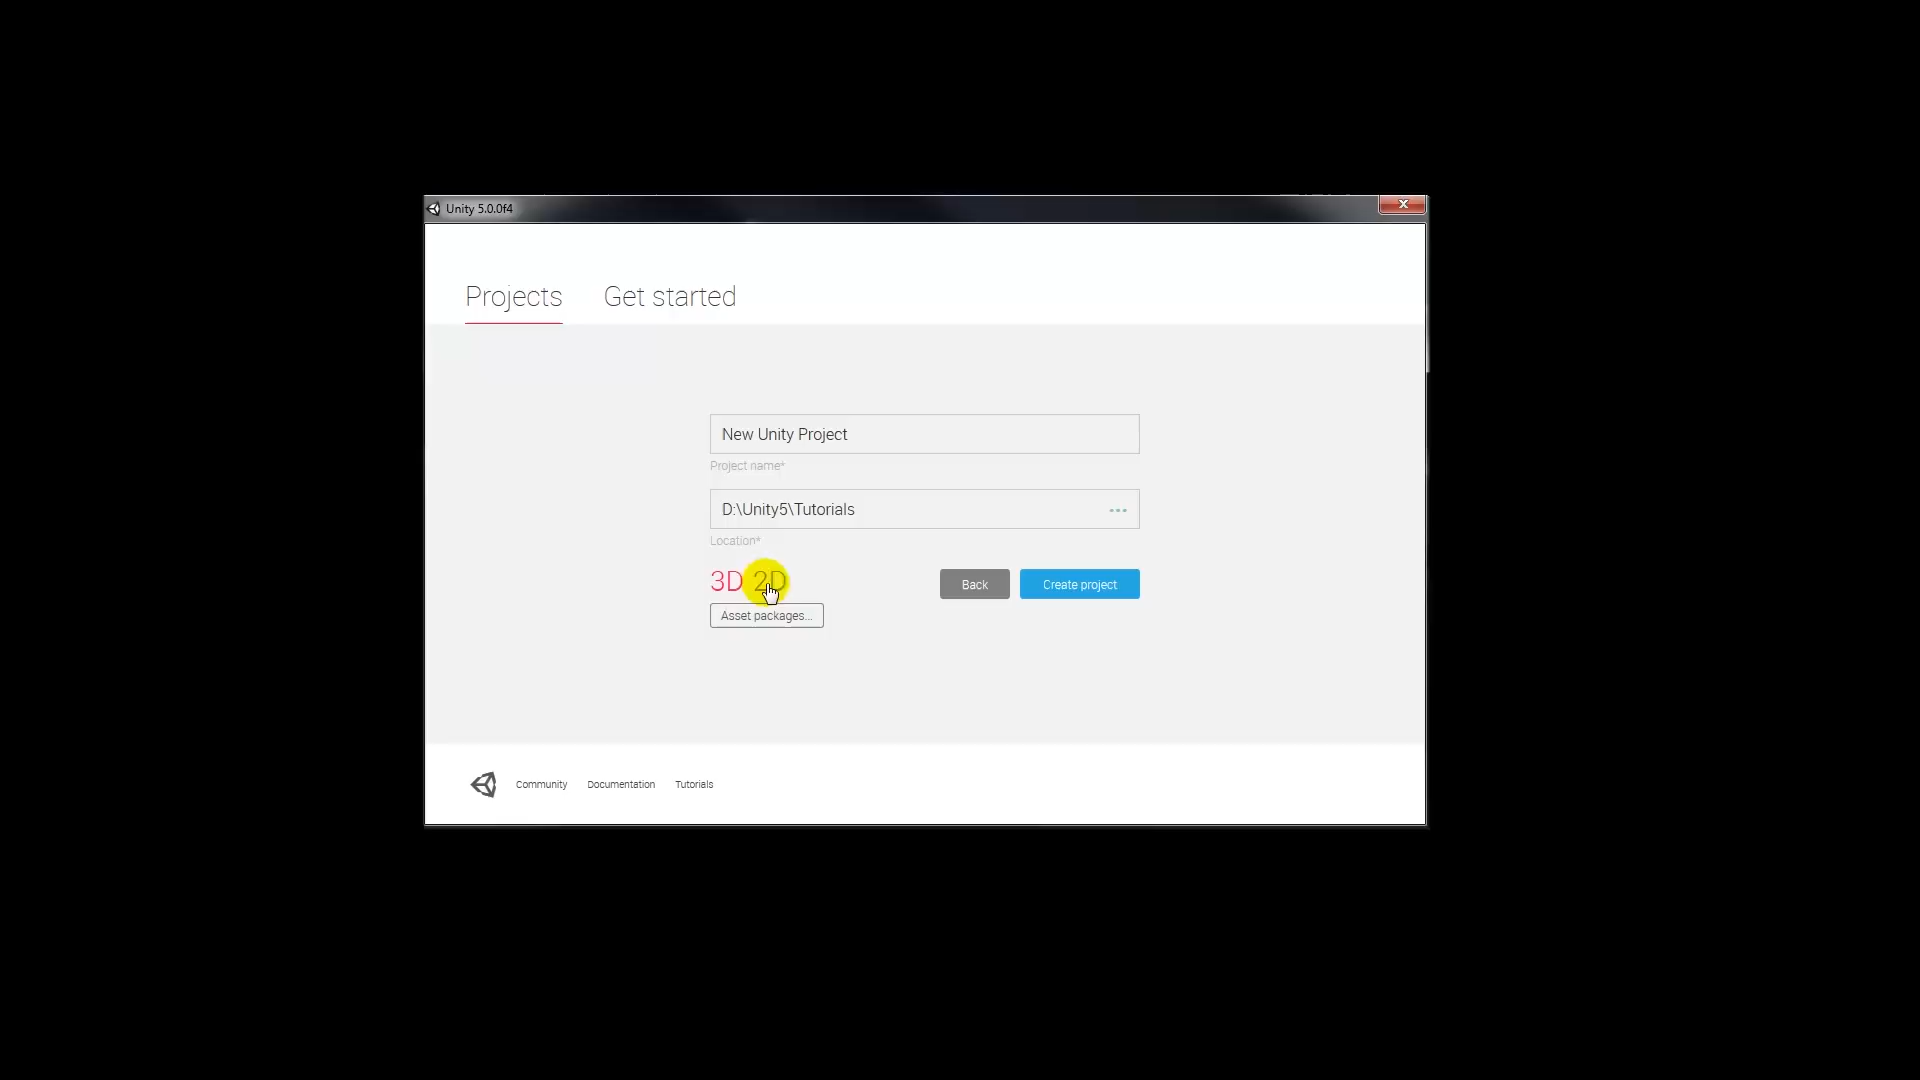 Unity 5.0.0f4
x
Projects Get started
New Unity Project
Project name*
D:\Unity5\Tutorials ...
Location*
3D 2D Back Create project
Asset packages...
Community Documentation Tutorials